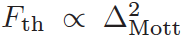 F_th ∝ Δ²_Mott